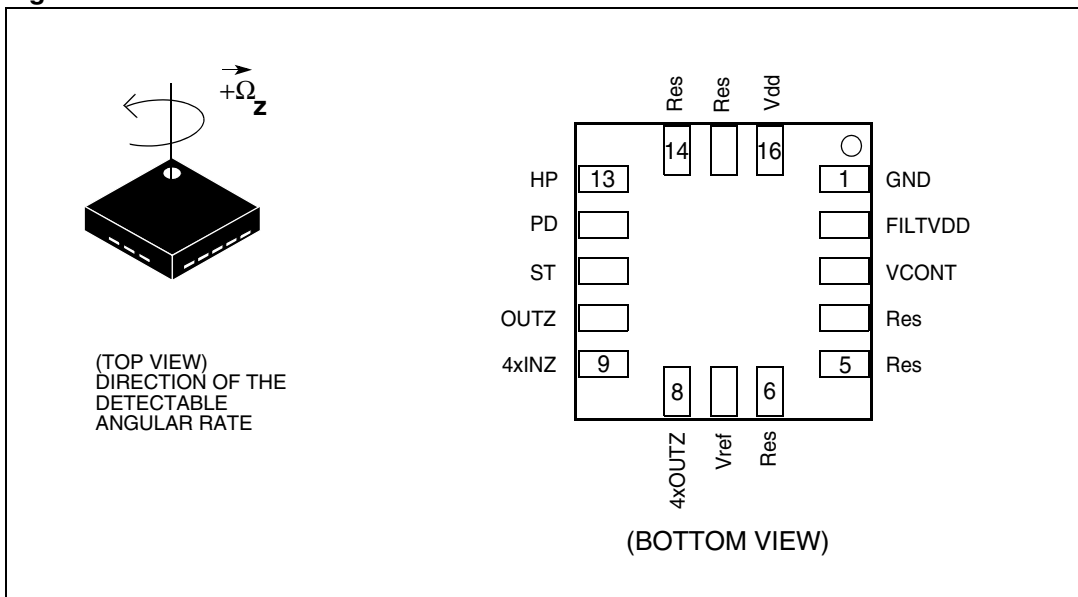 +Ω
z
(TOP VIEW)
DIRECTION OF THE
DETECTABLE
ANGULAR RATE
Res
Res
Vdd
14
16
HP
13
1
GND
PD
FILTVDD
ST
VCONT
OUTZ
Res
4xINZ
9
5
Res
8
6
4xOUTZ
Vref
Res
(BOTTOM VIEW)